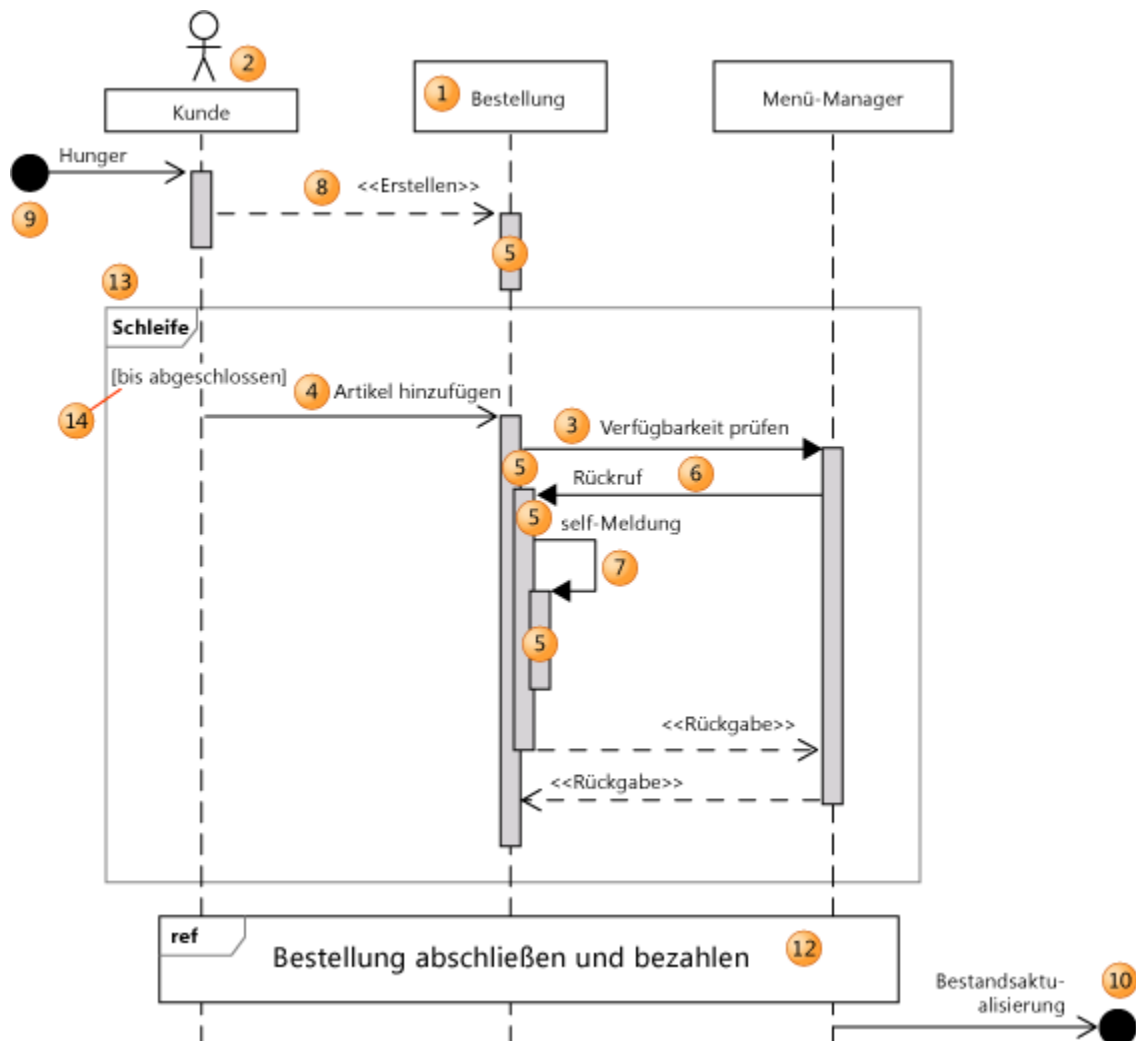 2
1
Bestellung
Menü-Manager
Kunde
Hunger
8
<<Erstellen>>
9
5
13
Schleife
[bis abgeschlossen]
4
Artikel hinzufügen
14
3
Verfügbarkeit prüfen
5
Rückruf
6
5
self-Meldung
7
5
<<Rückgabe>>
<<Rückgabe>>
ref
Bestellung abschließen und bezahlen
12
Bestandsaktu-
alisierung
10